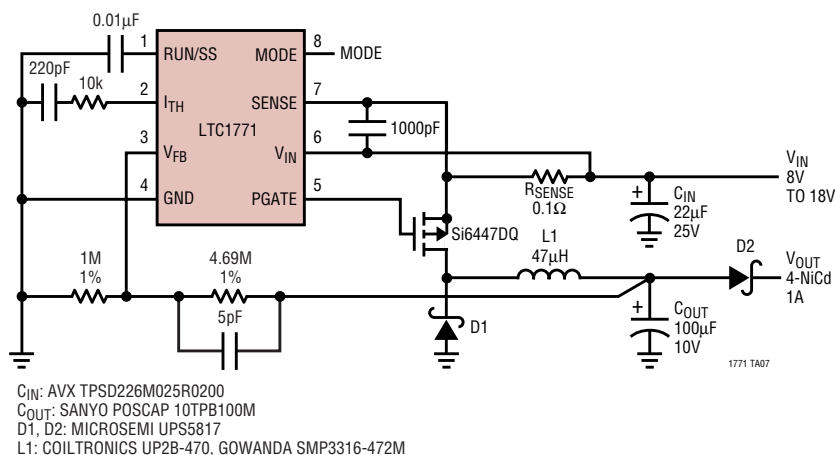 0.01µF
1
RUN/SS
MODE
8
MODE
220pF
10k
2
ITH
SENSE
7
LTC1771
1000pF
3
VFB
VIN
6
4
GND
PGATE
5
RSENSE
0.1Ω
+
CIN
22µF
25V
VIN
8V
TO 18V
Si6447DQ
L1
47µH
D2
VOUT
4-NiCd
1A
1M
1%
4.69M
1%
5pF
D1
+
COUT
100µF
10V
1771 TA07
CIN: AVX TPSD226M025R0200
COUT: SANYO POSCAP 10TPB100M
D1, D2: MICROSEMI UPS5817
L1: COILTRONICS UP2B-470, GOWANDA SMP3316-472M